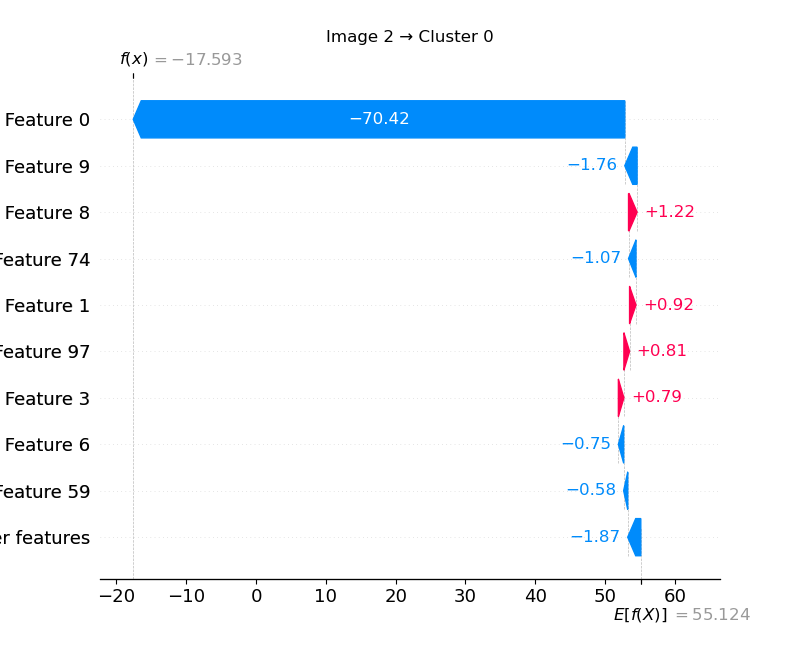 Image 2 → Cluster 0
f(x) = −17.593
Feature 0 −70.42
Feature 9 −1.76
Feature 8 +1.22
Feature 74 −1.07
Feature 1 +0.92
Feature 97 +0.81
Feature 3 +0.79
Feature 6 −0.75
Feature 59 −0.58
features −1.87
−20 −10 0 10 20 30 40 50 60
E[f(X)] = 55.124